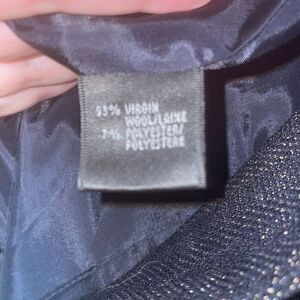 93% VIRGIN
WOOL/LAINE
7% POLYESTER/
POLYESTERE